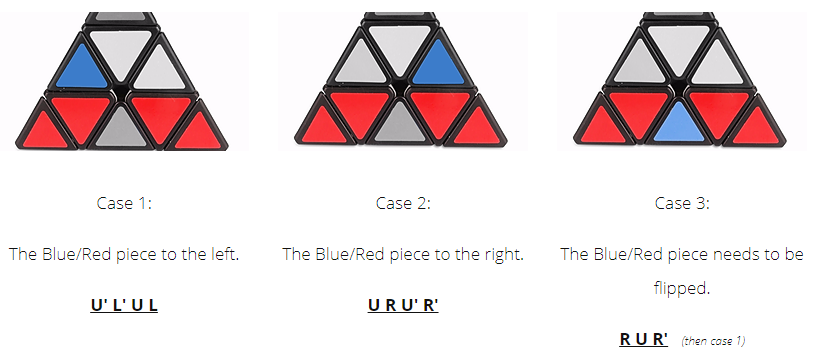 Case 1:
The Blue/Red piece to the left.
U' L' U L
Case 2:
The Blue/Red piece to the right.
U R U' R'
Case 3:
The Blue/Red piece needs to be
flipped.
R U R' (then case 1)